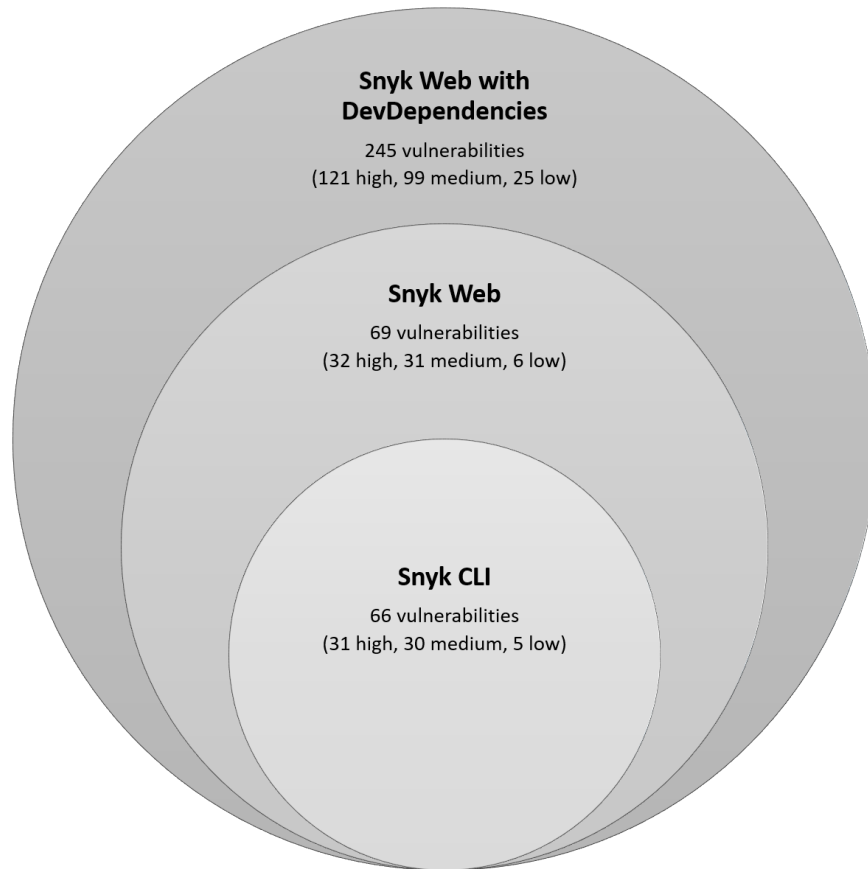 Snyk Web with
DevDependencies
245 vulnerabilities
(121 high, 99 medium, 25 low)
Snyk Web
69 vulnerabilities
(32 high, 31 medium, 6 low)
Snyk CLI
66 vulnerabilities
(31 high, 30 medium, 5 low)